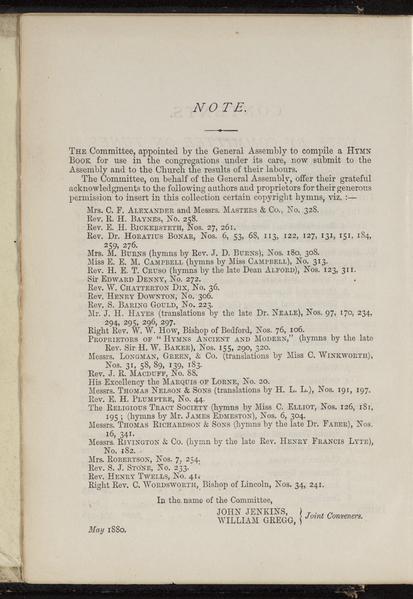 NOTE.
THE Committee, appointed by the General Assembly to compile a HYMN
BOOK for use in the congregations under its care, now submit to the
Assembly and to the Church the results of their labours.
The Committee, on behalf of the General Assembly, offer their grateful
acknowledgments to the following authors and proprietors for their generous
permission to insert in this collection certain copyright hymns, viz. :—
Mrs. C. F. ALEXANDER and Messrs. MASTERS & Co., No. 328.
Rev. R. H. BAYNES, No. 258.
Rev. E. H. BICKERSTETH, Nos. 27, 261.
Rev. Dr. HORATIUS BONAR, Nos. 6, 53, 68, 113, 122, 127, 131, 151, 184,
259, 276.
Mrs. M. BURNS (hymns by Rev. J. D. BURNS), Nos. 180, 308.
Miss E. E. M. CAMPBELL (hymns by Miss CAMPBELL), No. 313.
Rev. H. E. T. CRUSO (hymns by the late Dean ALFORD), Nos. 123, 311.
Sir EDWARD DENNY, No. 272.
Rev. W. CHATTERTON DIX, No. 36.
Rev. HENRY DOWNTON, No. 306.
Rev. S. BARING GOULD, No. 223.
Mr. J. H. HAYES (translations by the late Dr. NEALE), Nos. 97, 170, 234,
294, 295, 296, 297.
Right Rev. W. W. HOW, Bishop of Bedford, Nos. 76, 106.
PROPRIETORS OF "HYMNS ANCIENT AND MODERN," (hymns by the late
Rev. Sir H. W. BAKER), Nos. 155, 290, 320.
Messrs. LONGMAN, GREEN, & Co. (translations by Miss C. WINKWORTH),
Nos. 31, 58, 89, 139, 183.
Rev. J. R. MACDUFF, No. 88.
His Excellency the MARQUIS OF LORNE, No. 20.
Messrs. THOMAS NELSON & SONS (translations by H. L. L.), Nos. 191, 197.
Rev. E. H. PLUMPTRE, No. 44.
The RELIGIOUS TRACT SOCIETY (hymns by Miss C. ELLIOT, Nos. 126, 181,
195; (hymns by Mr. JAMES EDMESTON), Nos. 6, 304.
Messrs. THOMAS RICHARDSON & SONS (hymns by the late Dr. FABER), Nos.
16, 341.
Messrs. RIVINGTON & Co. (hymn by the late Rev. HENRY FRANCIS LYTE),
No. 182.
Mrs. ROBERTSON, Nos. 7, 254.
Rev. S. J. STONE, No. 233.
Rev. HENRY TWELLS, No. 41.
Right Rev. C. WORDSWORTH, Bishop of Lincoln, Nos. 34, 241.
In the name of the Committee,
JOHN JENKINS,
WILLIAM GREGG, } Joint Conveners.
May 1880.